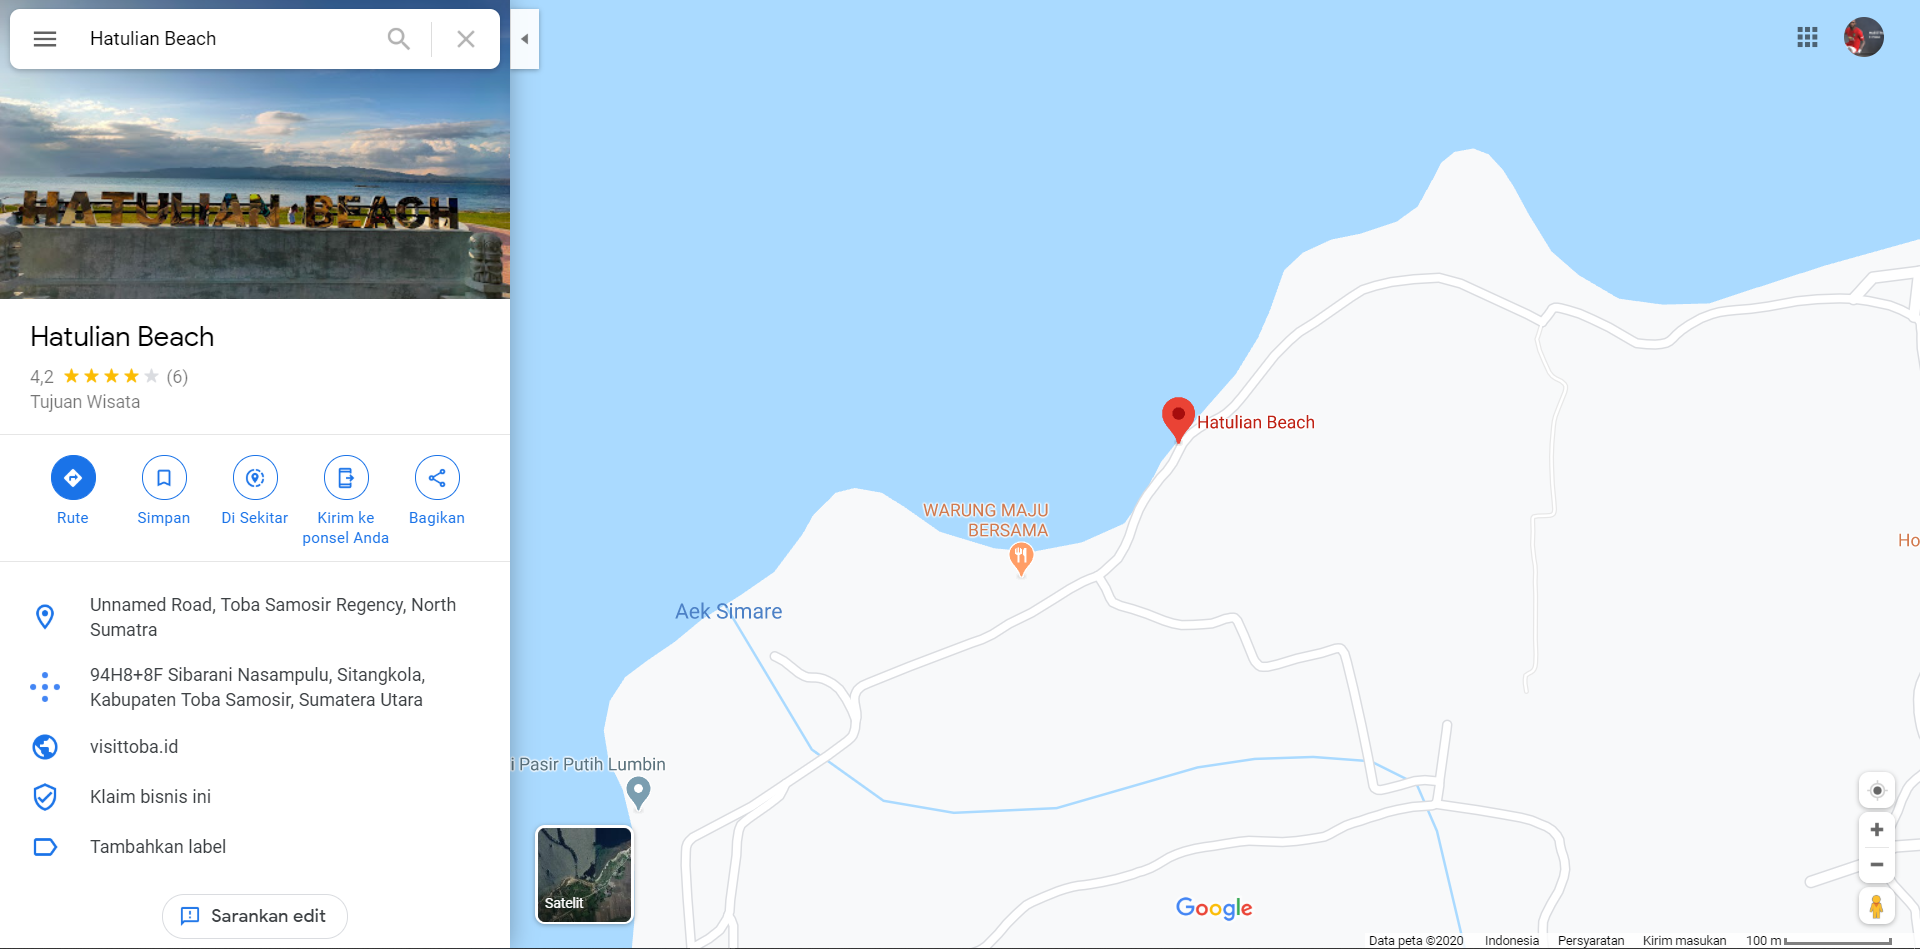 Hatulian Beach
HATULIAN BEACH
Hatulian Beach
4,2 (6)
Tujuan Wisata
Rute
Simpan
Di Sekitar
Kirim ke
ponsel Anda
Bagikan
Unnamed Road, Toba Samosir Regency, North
Sumatra
94H8+8F Sibarani Nasampulu, Sitangkola,
Kabupaten Toba Samosir, Sumatera Utara
visittoba.id
Klaim bisnis ini
Tambahkan label
Sarankan edit
Hatulian Beach
WARUNG MAJU
BERSAMA
Ho
Aek Simare
i Pasir Putih Lumbin
Satelit
Google
Data peta ©2020 Indonesia Persyaratan Kirim masukan 100 m